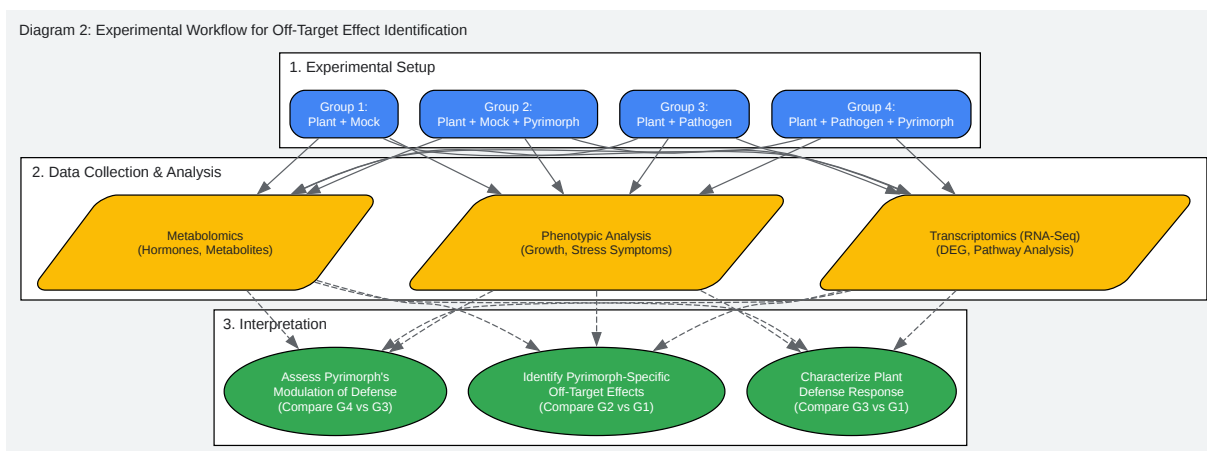 Diagram 2: Experimental Workflow for Off-Target Effect Identification
1. Experimental Setup
Group 1:
Plant + Mock
Group 2:
Plant + Mock + Pyrimorph
Group 3:
Plant + Pathogen
Group 4:
Plant + Pathogen + Pyrimorph
2. Data Collection & Analysis
Metabolomics
(Hormones, Metabolites)
Phenotypic Analysis
(Growth, Stress Symptoms)
Transcriptomics (RNA-Seq)
(DEG, Pathway Analysis)
3. Interpretation
Assess Pyrimorph's
Modulation of Defense
(Compare G4 vs G3)
Identify Pyrimorph-Specific
Off-Target Effects
(Compare G2 vs G1)
Characterize Plant
Defense Response
(Compare G3 vs G1)